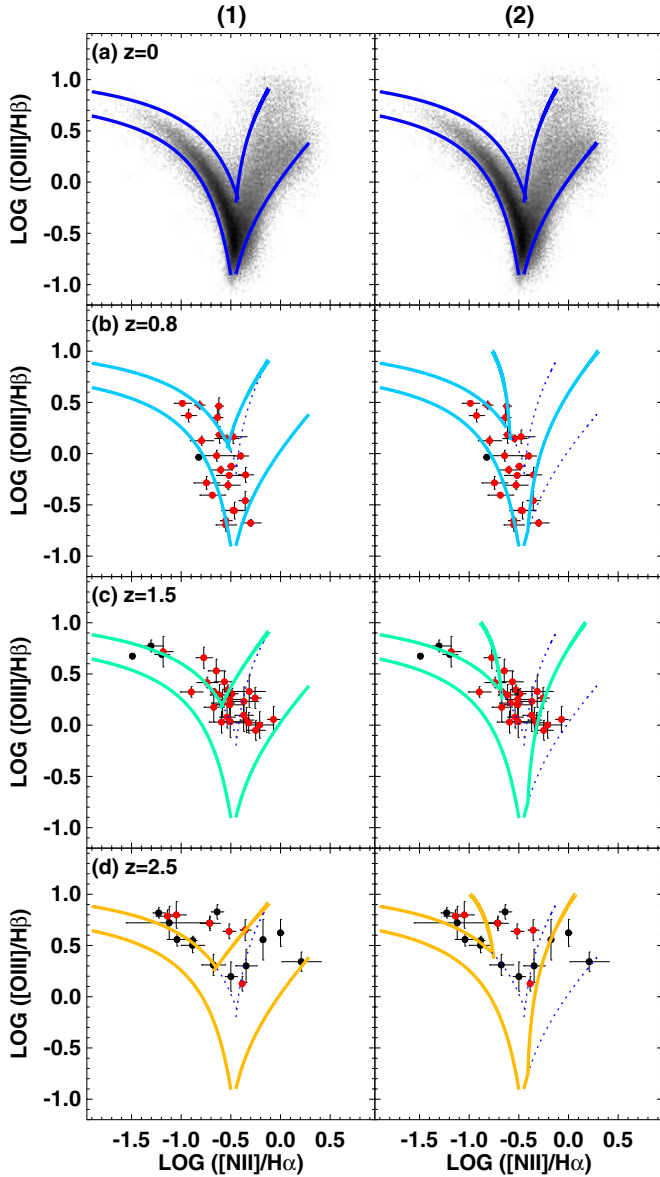 (1) (2)
(a) z=0
1.0
0.5
0.0
-0.5
-1.0
LOG ([OIII]/Hβ)
(b) z=0.8
1.0
0.5
0.0
-0.5
-1.0
LOG ([OIII]/Hβ)
(c) z=1.5
1.0
0.5
0.0
-0.5
-1.0
LOG ([OIII]/Hβ)
(d) z=2.5
1.0
0.5
0.0
-0.5
-1.0
LOG ([OIII]/Hβ)
-1.5 -1.0 -0.5 0.0 0.5 -1.5 -1.0 -0.5 0.0 0.5
LOG ([NII]/Hα) LOG ([NII]/Hα)